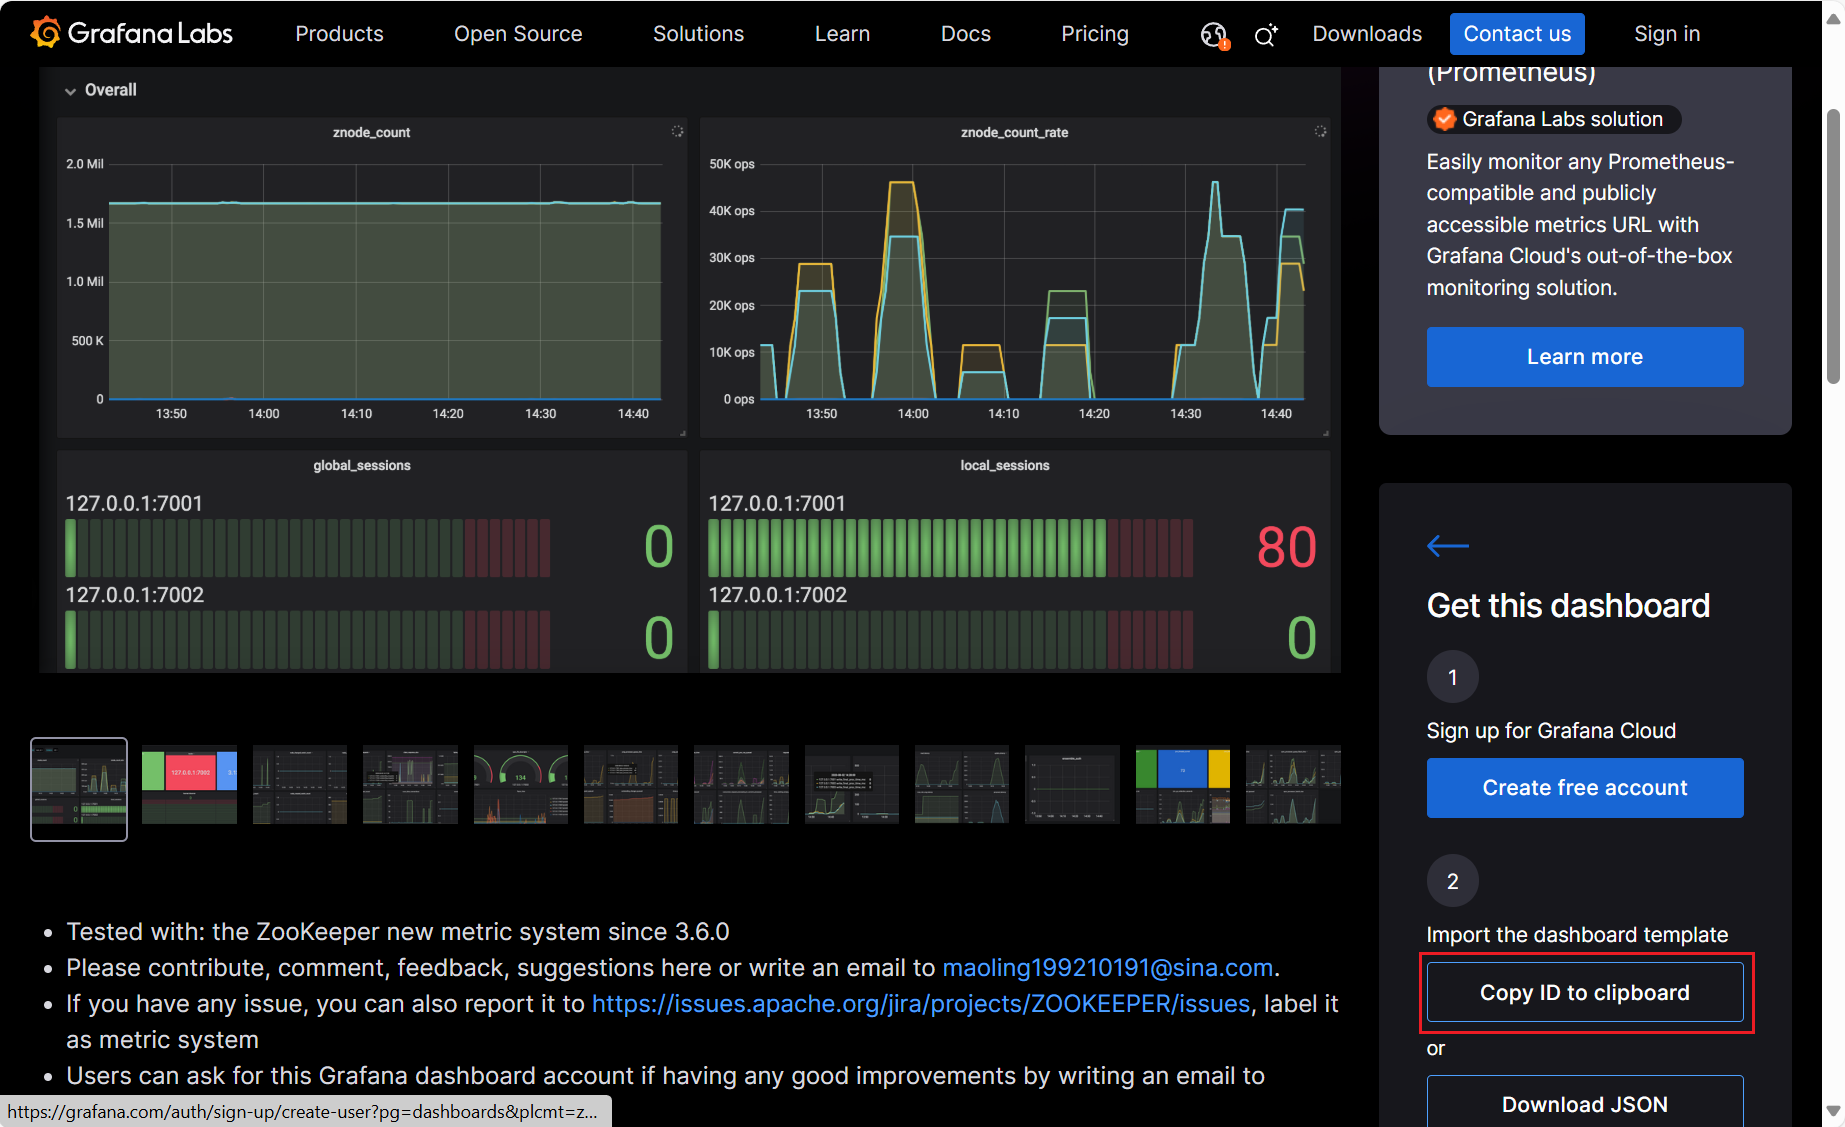 Grafana Labs
Products
Open Source
Solutions
Learn
Docs
Pricing
Downloads
Contact us
Sign in
Overall
znode_count
2.0 Mil
1.5 Mil
1.0 Mil
500 K
0
13:50
14:00
14:10
14:20
14:30
14:40
znode_count_rate
50K ops
40K ops
30K ops
20K ops
10K ops
0 ops
13:50
14:00
14:10
14:20
14:30
14:40
global_sessions
127.0.0.1:7001
0
127.0.0.1:7002
0
local_sessions
127.0.0.1:7001
80
127.0.0.1:7002
0
Tested with: the ZooKeeper new metric system since 3.6.0
Please contribute, comment, feedback, suggestions here or write an email to maoling199210191@sina.com.
If you have any issue, you can also report it to https://issues.apache.org/jira/projects/ZOOKEEPER/issues, label it
as metric system
Users can ask for this Grafana dashboard account if having any good improvements by writing an email to
https://grafana.com/auth/sign-up/create-user?pg=dashboards&plcmt=z...
(Prometheus)
Grafana Labs solution
Easily monitor any Prometheus-
compatible and publicly
accessible metrics URL with
Grafana Cloud's out-of-the-box
monitoring solution.
Learn more
Get this dashboard
1
Sign up for Grafana Cloud
Create free account
2
Import the dashboard template
Copy ID to clipboard
or
Download JSON